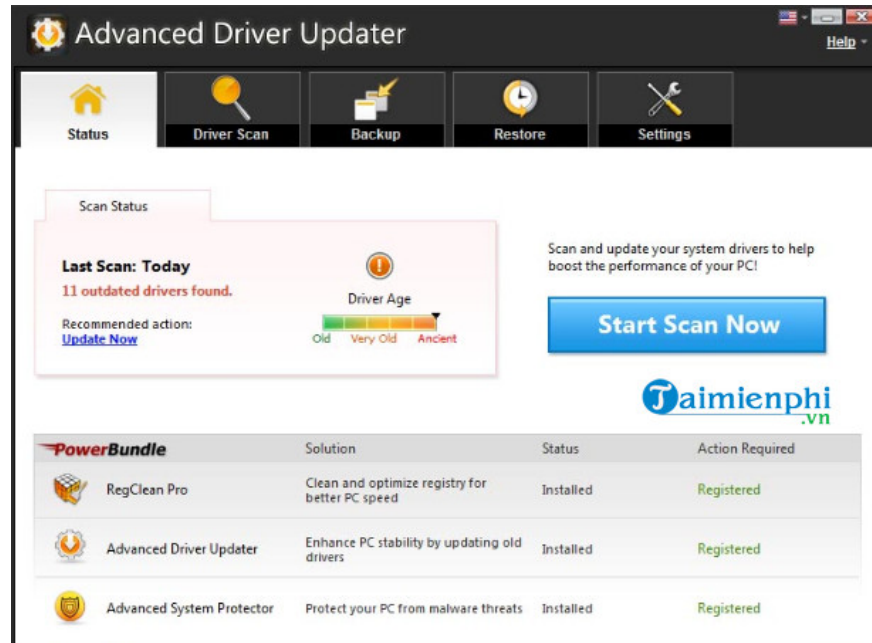 Advanced Driver Updater
Help
Status
Driver Scan
Backup
Restore
Settings
Scan Status
Last Scan: Today
11 outdated drivers found.
Recommended action:
Update Now
Driver Age
Old Very Old Ancient
Scan and update your system drivers to help
boost the performance of your PC!
Start Scan Now
Taimienphi
.vn
PowerBundle Solution Status Action Required
RegClean Pro
Clean and optimize registry for
better PC speed
Installed
Registered
Advanced Driver Updater
Enhance PC stability by updating old
drivers
Installed
Registered
Advanced System Protector
Protect your PC from malware threats
Installed
Registered